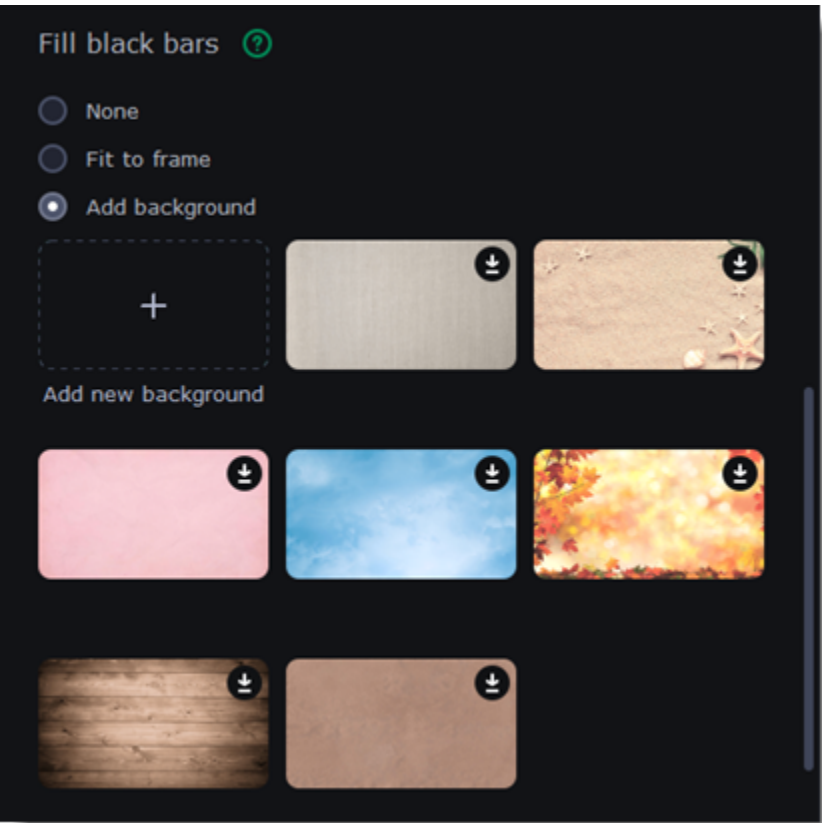 Fill black bars ?
None
Fit to frame
Add background
+
Add new background